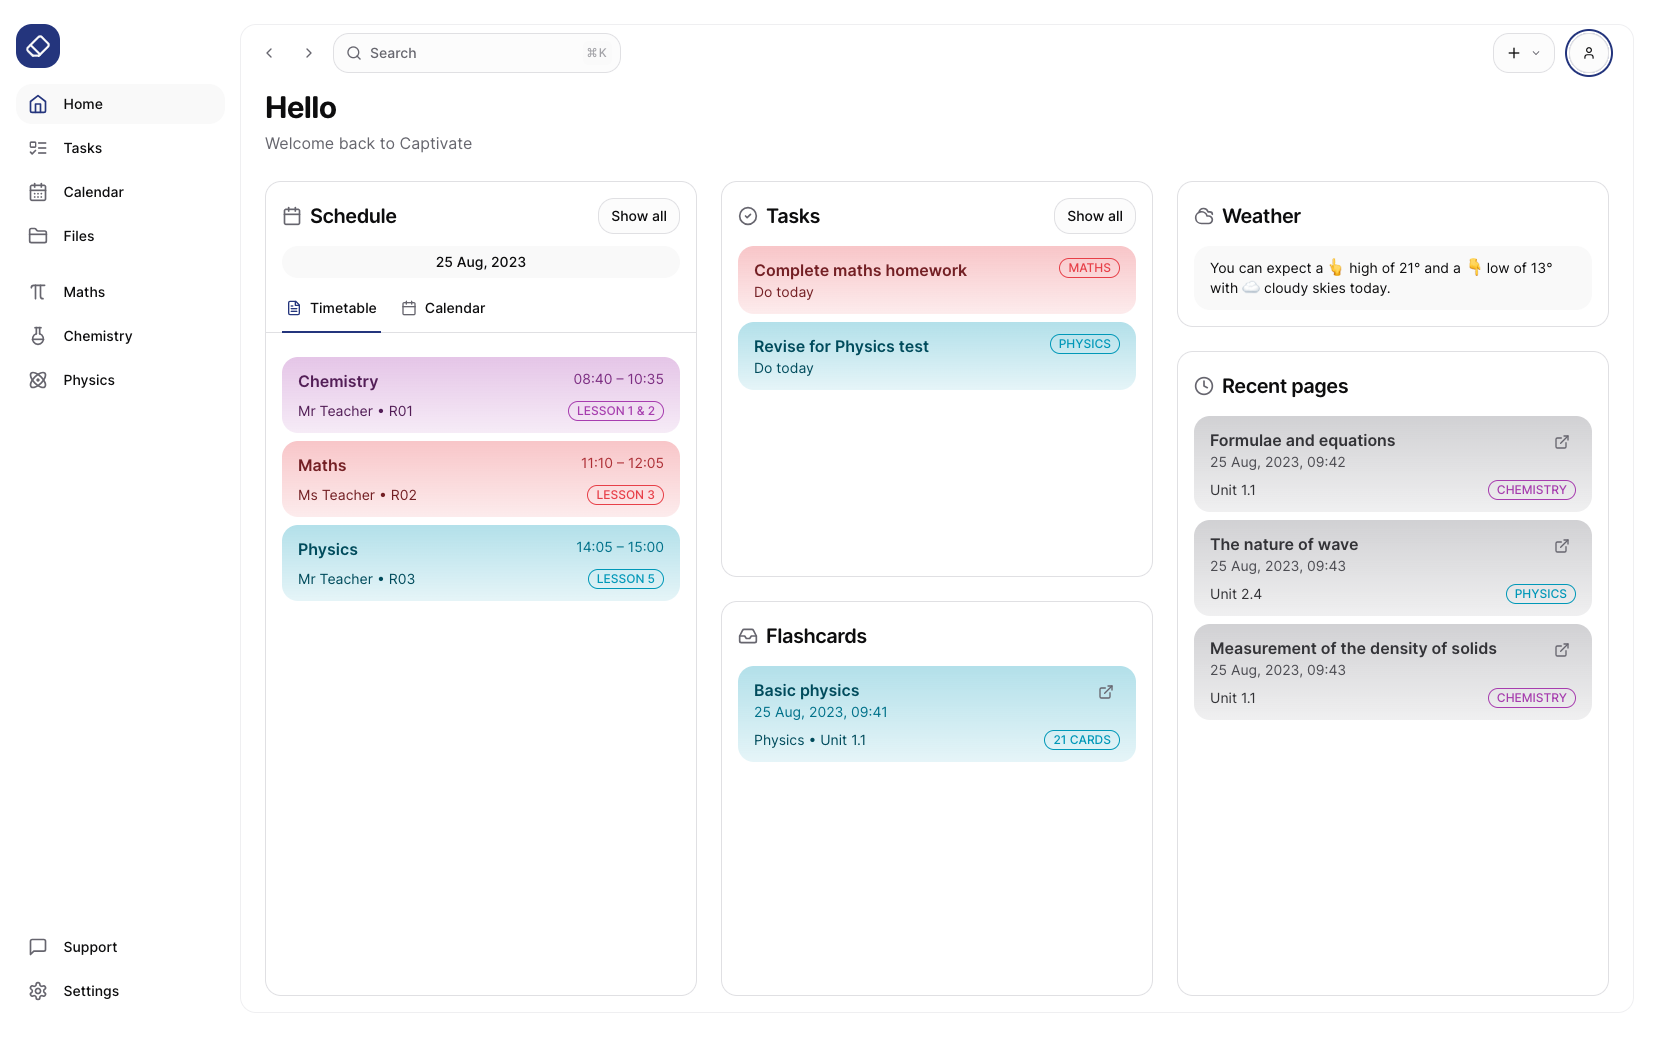 Home
Tasks
Calendar
Files
Maths
Chemistry
Physics
Support
Settings
Search ⌘K
Hello
Welcome back to Captivate
Schedule
Show all
25 Aug, 2023
Timetable
Calendar
Chemistry
08:40 – 10:35
Mr Teacher • R01
LESSON 1 & 2
Maths
11:10 – 12:05
Ms Teacher • R02
LESSON 3
Physics
14:05 – 15:00
Mr Teacher • R03
LESSON 5
Tasks
Show all
Complete maths homework
MATHS
Do today
Revise for Physics test
PHYSICS
Do today
Flashcards
Basic physics
25 Aug, 2023, 09:41
Physics • Unit 1.1
21 CARDS
Weather
You can expect a 👆 high of 21° and a 👇 low of 13°
with ☁️ cloudy skies today.
Recent pages
Formulae and equations
25 Aug, 2023, 09:42
Unit 1.1
CHEMISTRY
The nature of wave
25 Aug, 2023, 09:43
Unit 2.4
PHYSICS
Measurement of the density of solids
25 Aug, 2023, 09:43
Unit 1.1
CHEMISTRY